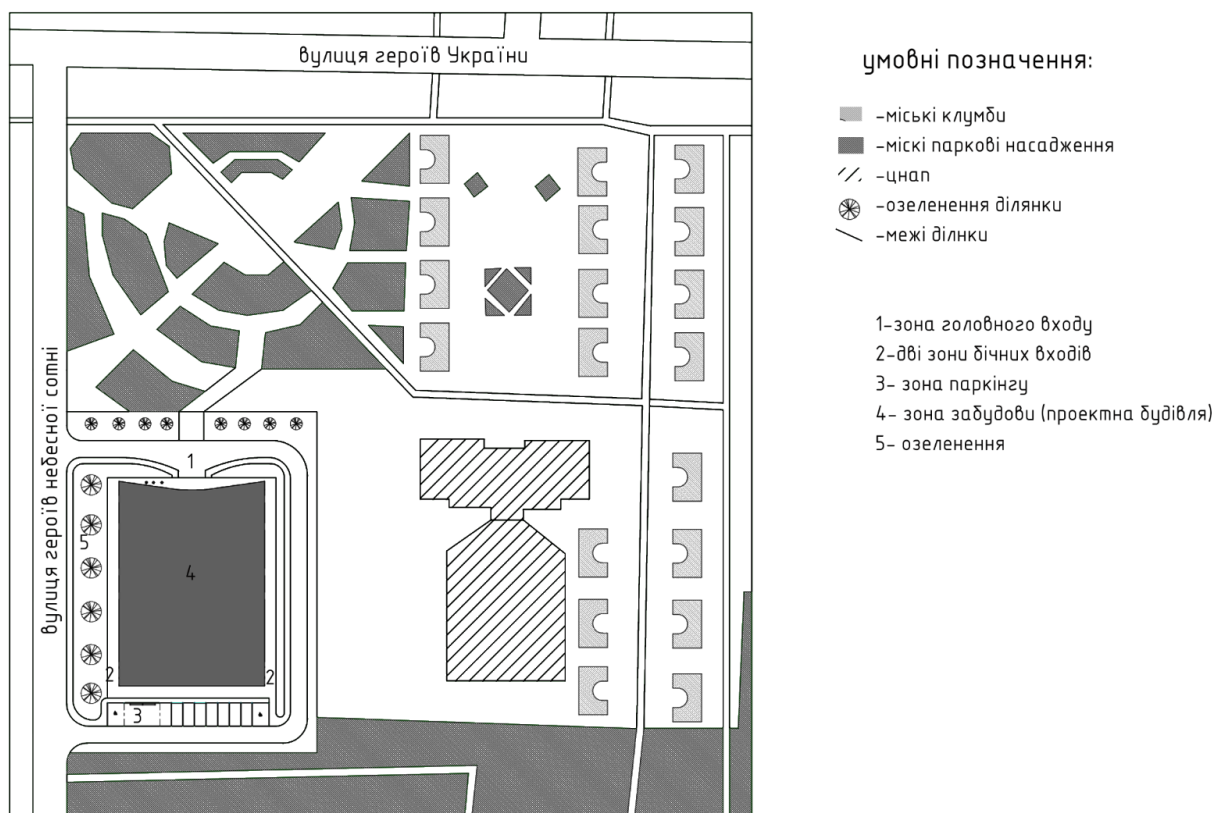 вулиця героїв України
умовні позначення:
-міські клумби
-міскі паркові насадження
-цнап
-озеленення ділянки
-межі ділнки
1-зона головного входу
2-дві зони бічних входів
3- зона паркінгу
4- зона забудови (проектна будівля)
5- озеленення
вулиця героїв небесної сотні
1
5
4
2
2
3